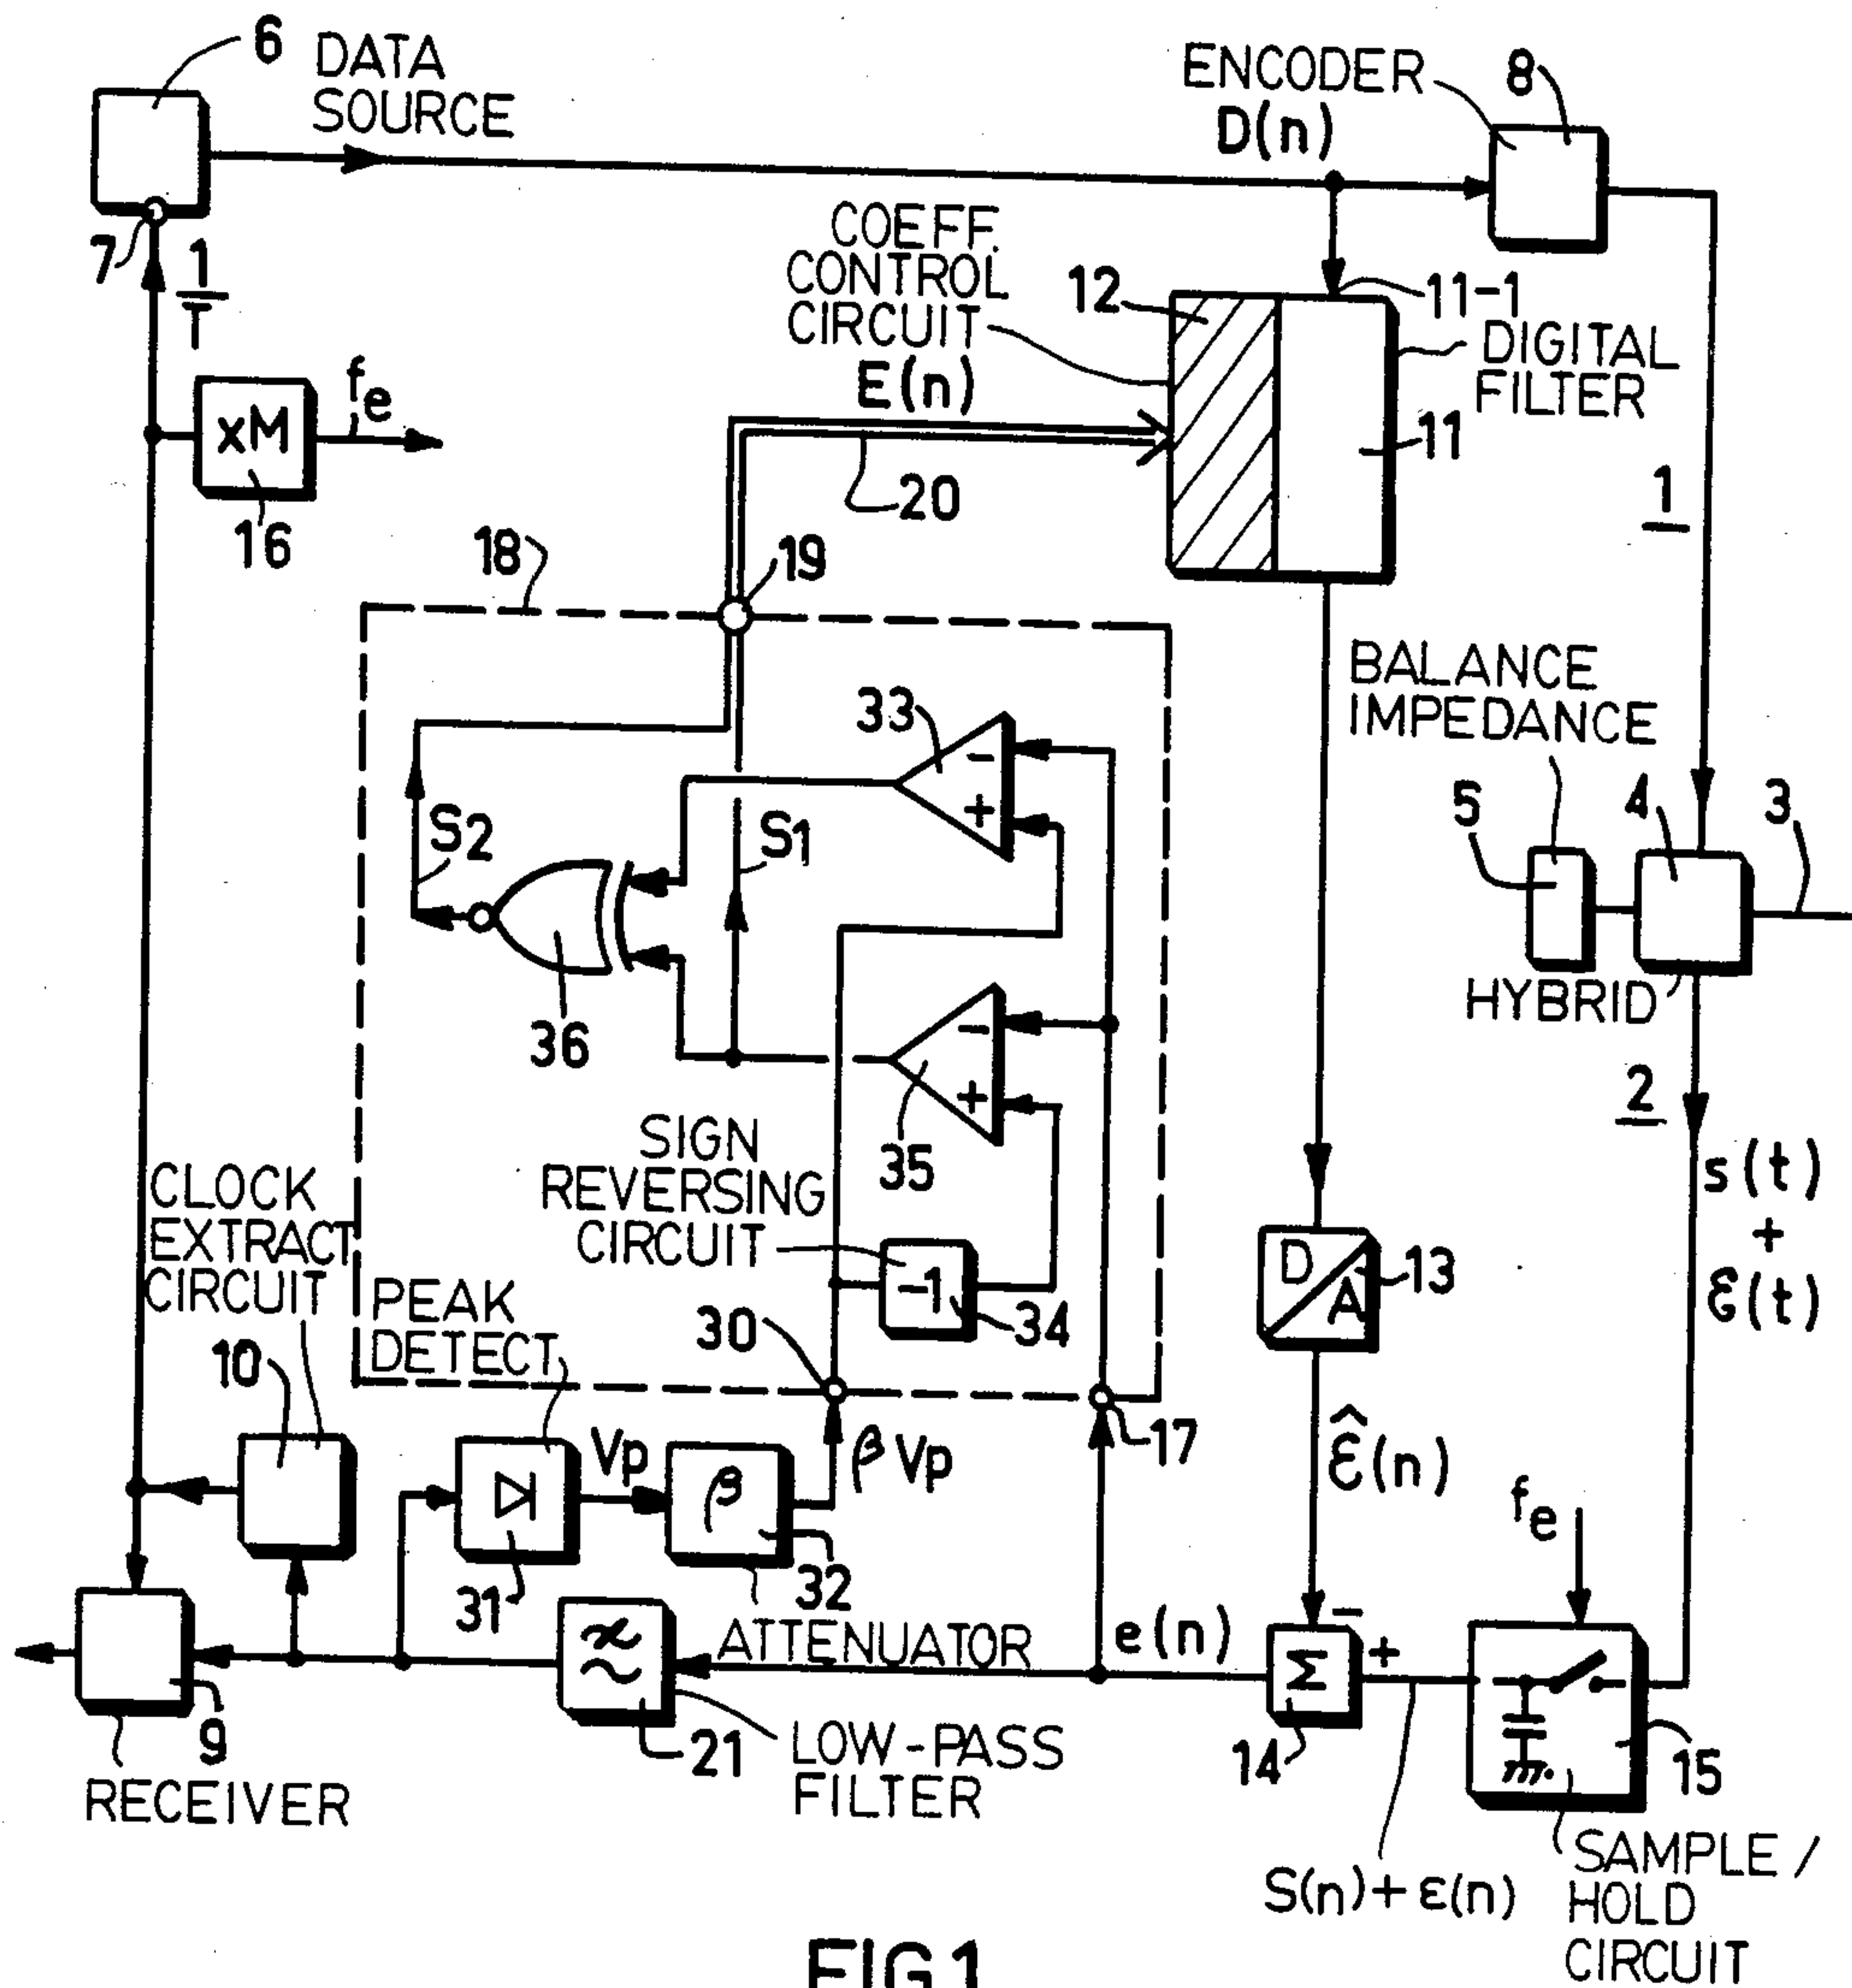 6 DATA
SOURCE
ENCODER
8
D(n)
7
1
T
COEFF.
CONTROL
CIRCUIT
12
11-1
DIGITAL
FILTER
E(n)
11
xM
fe
16
20
1
18
19
BALANCE
IMPEDANCE
33
-
+
5
4
3
S2
S1
HYBRID
36
-
+
35
2
s(t)
+
ε(t)
SIGN
REVERSING
CIRCUIT
-1
34
CLOCK
EXTRACT
CIRCUIT
D
A
13
PEAK
DETECT.
30
10
17
Vp
β
βVp
ε̂(n)
fe
31
32
ATTENUATOR
e(n)
-
+
Σ
14
15
9
21
LOW-PASS
FILTER
RECEIVER
S(n)+ε(n)
SAMPLE/
HOLD
CIRCUIT
FIG.1